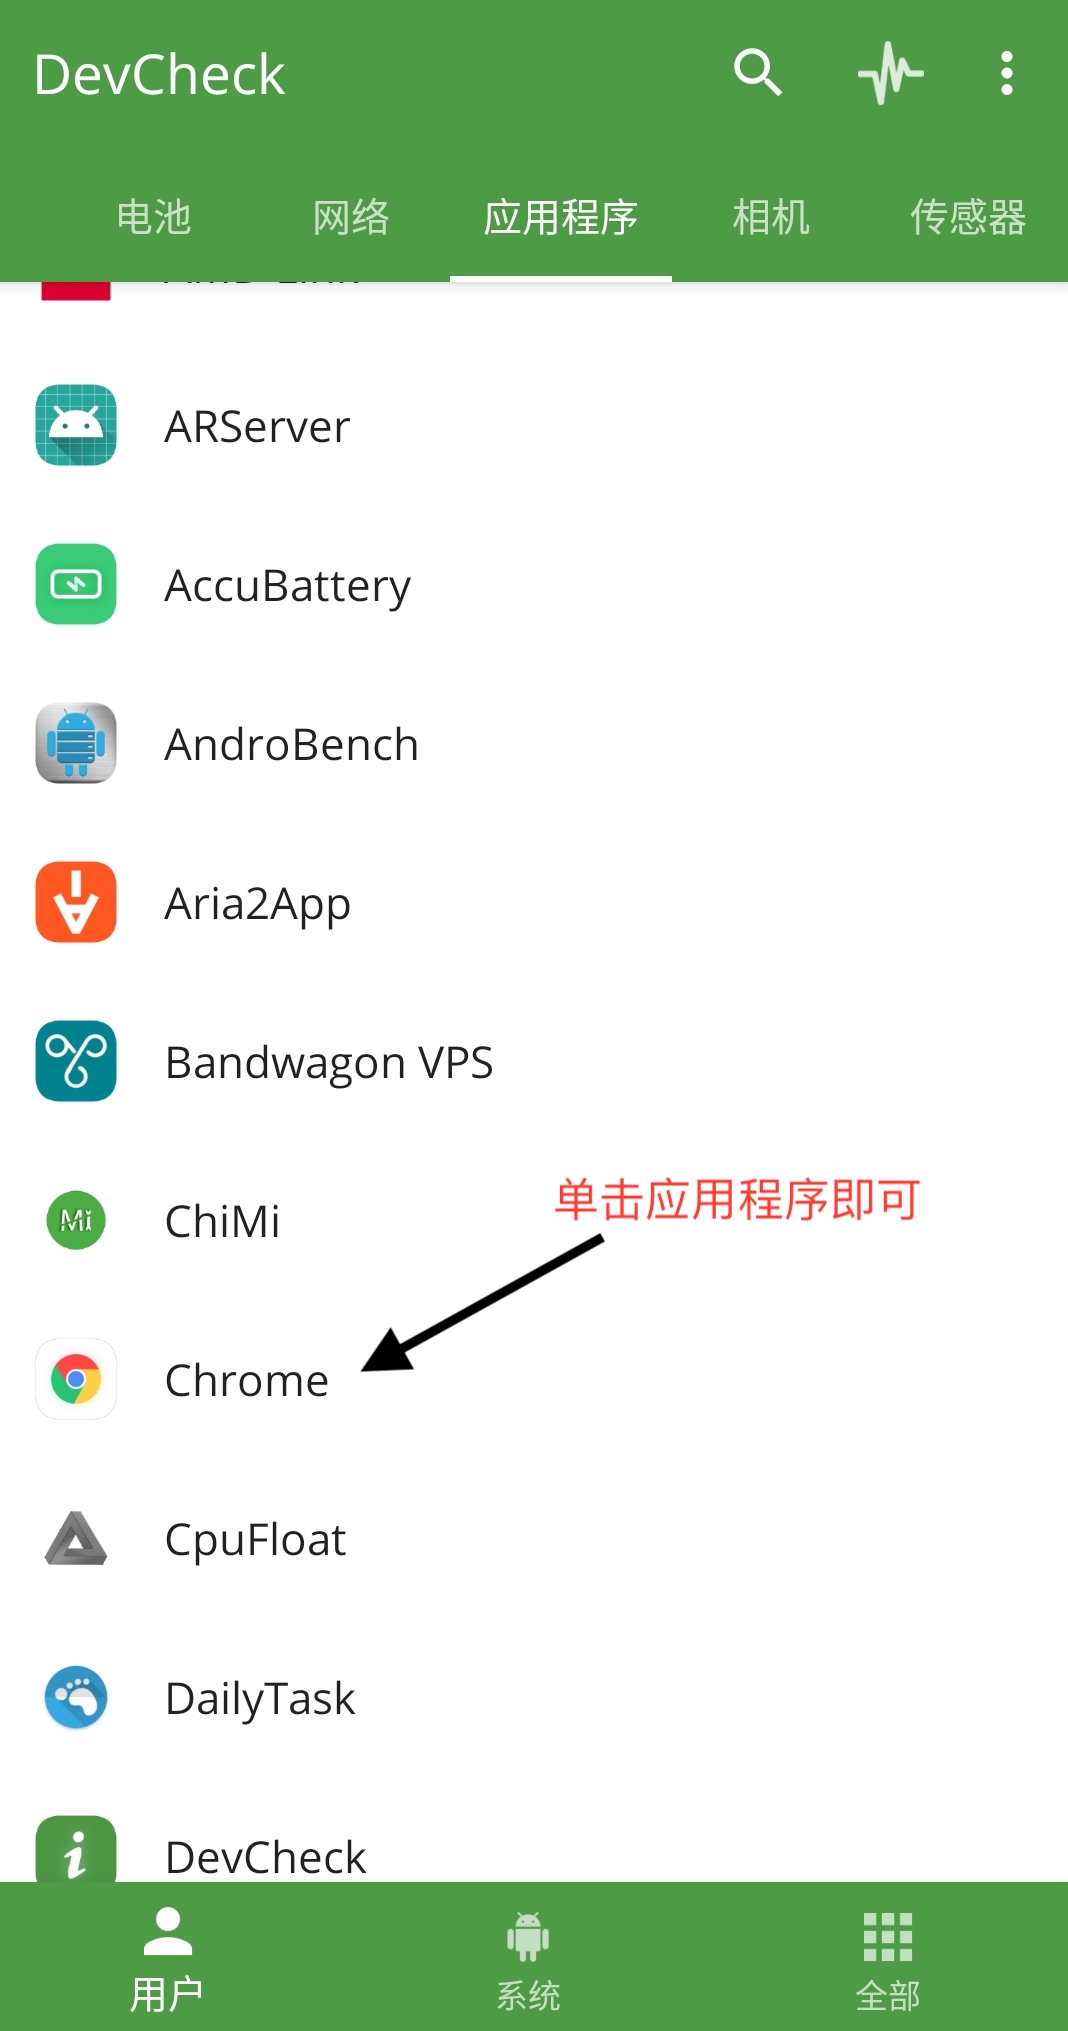 DevCheck
电池 网络 应用程序 相机 传感器
ARServer
AccuBattery
AndroBench
Aria2App
Bandwagon VPS
单击应用程序即可
Mi ChiMi
Chrome
CpuFloat
DailyTask
i DevCheck
用户 系统 全部